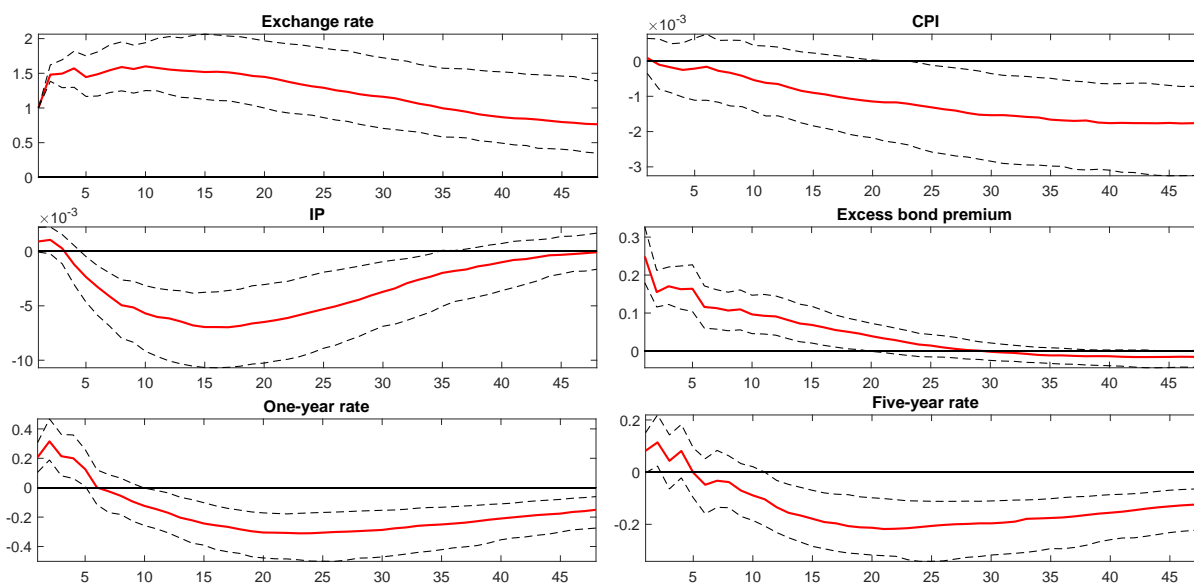 Exchange rate
2
1.5
1
0.5
0
5 10 15 20 25 30 35 40 45
CPI
×10⁻³
0
-1
-2
-3
5 10 15 20 25 30 35 40 45
IP
×10⁻³
0
-5
-10
5 10 15 20 25 30 35 40 45
Excess bond premium
0.3
0.2
0.1
0
5 10 15 20 25 30 35 40 45
One-year rate
0.4
0.2
0
-0.2
-0.4
5 10 15 20 25 30 35 40 45
Five-year rate
0.2
0
-0.2
5 10 15 20 25 30 35 40 45